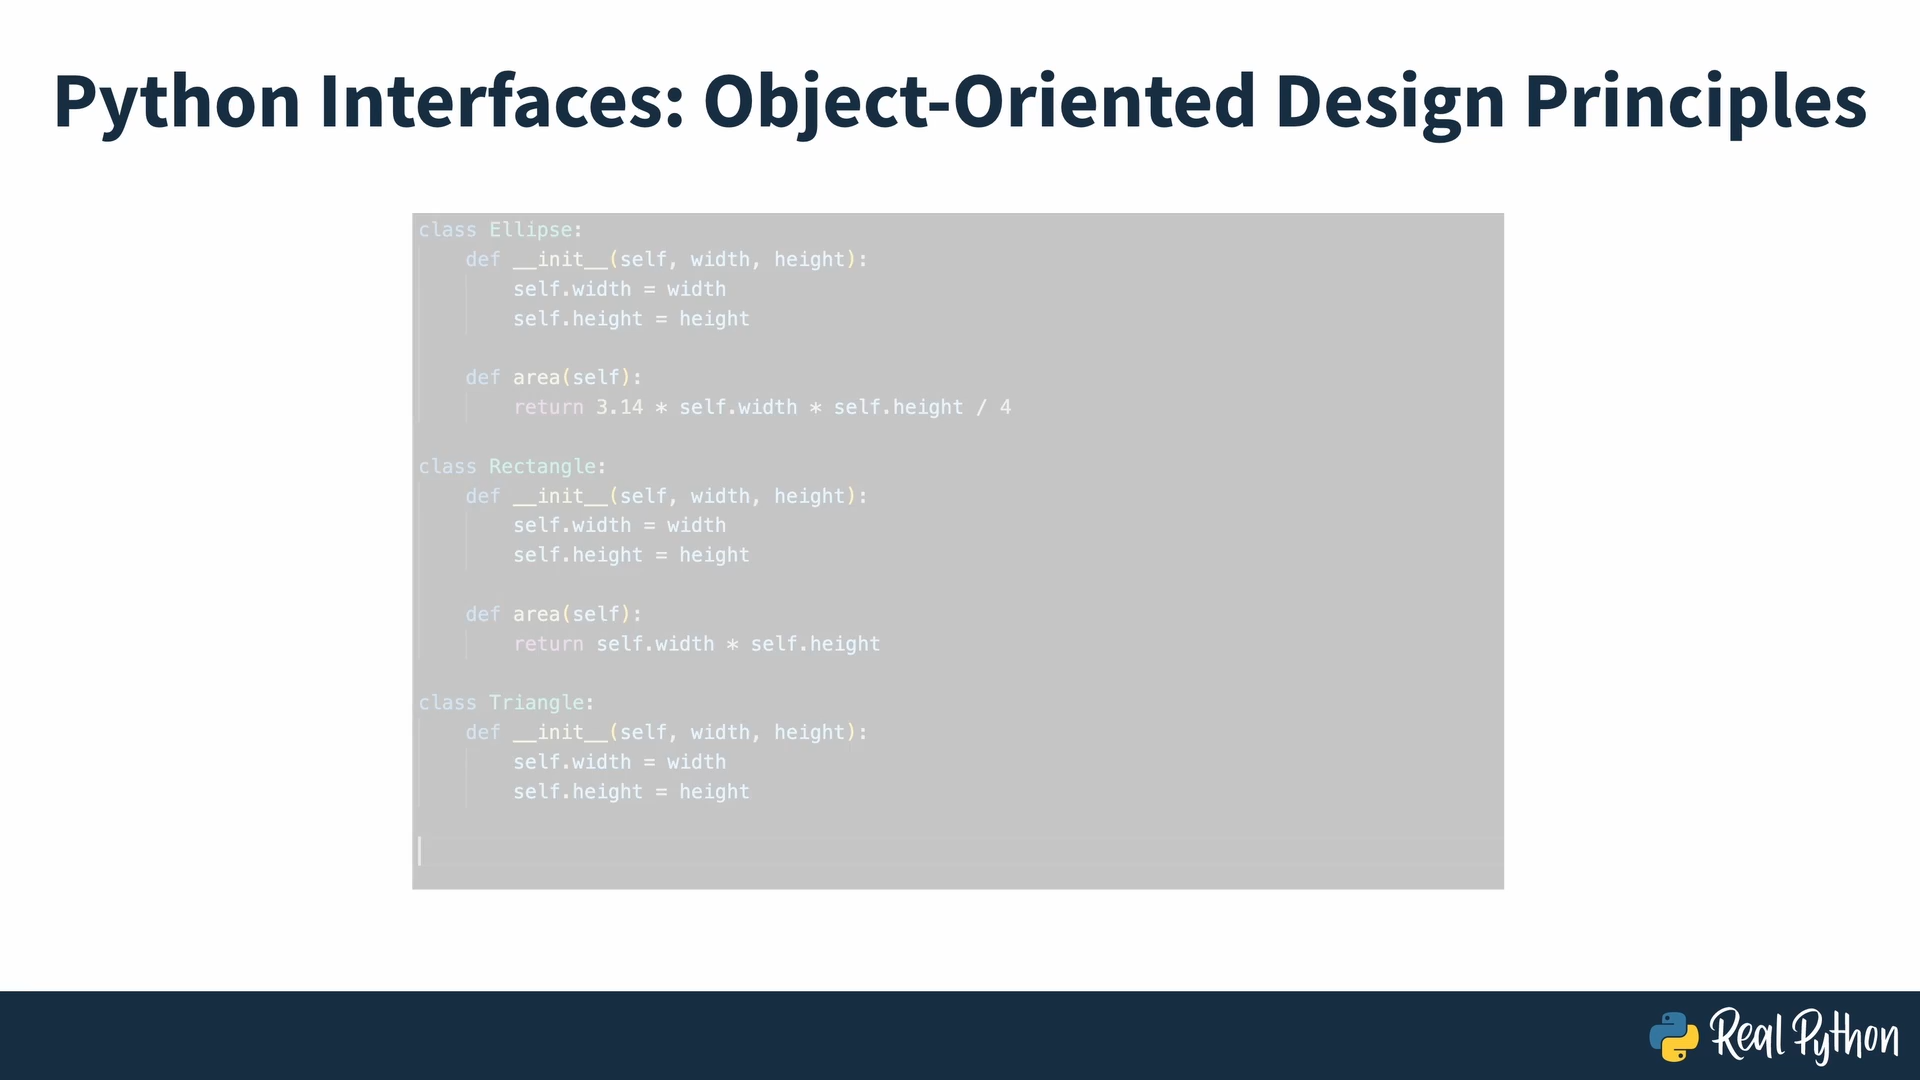 Python Interfaces: Object-Oriented Design Principles
class Ellipse:
    def __init__(self, width, height):
        self.width = width
        self.height = height
    def area(self):
        return 3.14 * self.width * self.height / 4
class Rectangle:
    def __init__(self, width, height):
        self.width = width
        self.height = height
    def area(self):
        return self.width * self.height
class Triangle:
    def __init__(self, width, height):
        self.width = width
        self.height = height
Real Python